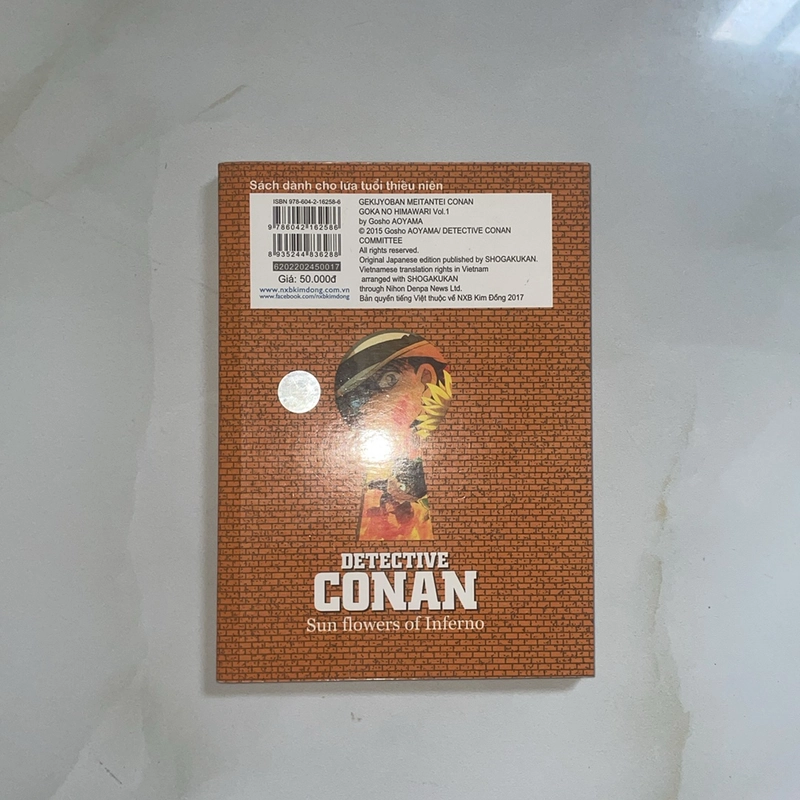 Sách dành cho lứa tuổi thiếu niên
ISBN 978-604-2-16258-6
9 786042 162586
8 935244 836288
6202202450017
Giá: 50.000đ
www.nxbkimdong.com.vn
www.facebook.com/nxbkimdong
GEKIJYOBAN MEITANTEI CONAN
GOKA NO HIMAWARI Vol.1
by Gosho AOYAMA
© 2015 Gosho AOYAMA/ DETECTIVE CONAN
COMMITTEE
All rights reserved.
Original Japanese edition published by SHOGAKUKAN.
Vietnamese translation rights in Vietnam
arranged with SHOGAKUKAN
through Nihon Denpa News Ltd.
Bản quyền tiếng Việt thuộc về NXB Kim Đồng 2017
DETECTIVE
CONAN
Sun flowers of Inferno